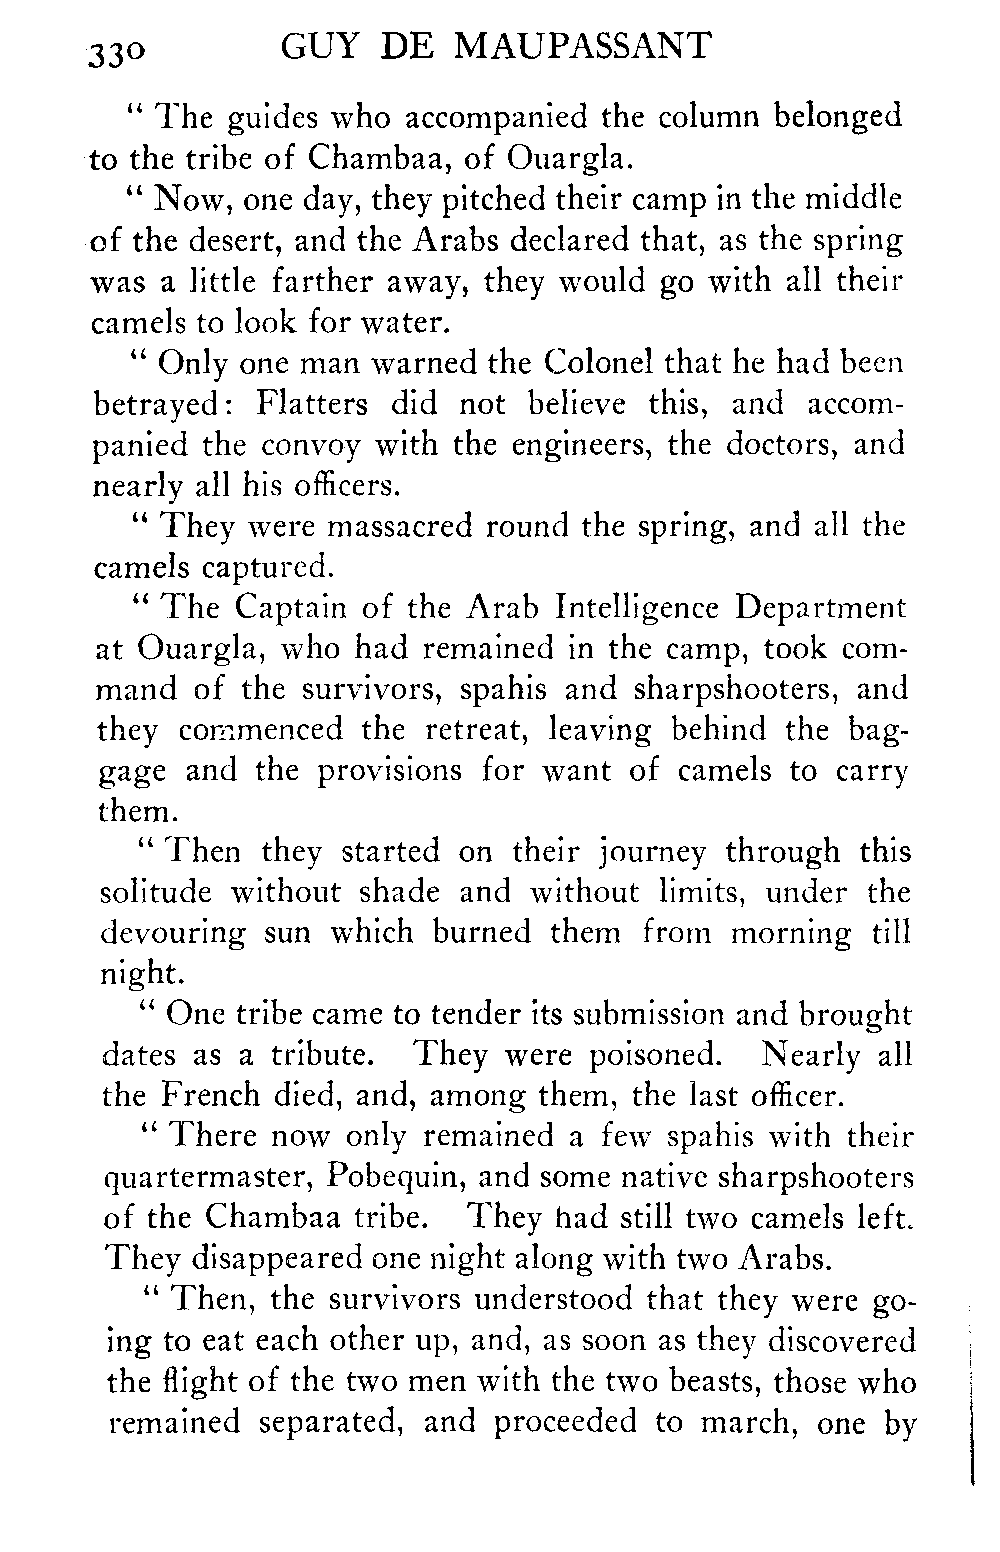 330 GUY DE MAUPASSANT
“ The guides who accompanied the column belonged
to the tribe of Chambaa, of Ouargla.
“ Now, one day, they pitched their camp in the middle
of the desert, and the Arabs declared that, as the spring
was a little farther away, they would go with all their
camels to look for water.
“ Only one man warned the Colonel that he had been
betrayed: Flatters did not believe this, and accom-
panied the convoy with the engineers, the doctors, and
nearly all his officers.
“ They were massacred round the spring, and all the
camels captured.
“ The Captain of the Arab Intelligence Department
at Ouargla, who had remained in the camp, took com-
mand of the survivors, spahis and sharpshooters, and
they commenced the retreat, leaving behind the bag-
gage and the provisions for want of camels to carry
them.
“ Then they started on their journey through this
solitude without shade and without limits, under the
devouring sun which burned them from morning till
night.
“ One tribe came to tender its submission and brought
dates as a tribute. They were poisoned. Nearly all
the French died, and, among them, the last officer.
“ There now only remained a few spahis with their
quartermaster, Pobequin, and some native sharpshooters
of the Chambaa tribe. They had still two camels left.
They disappeared one night along with two Arabs.
“ Then, the survivors understood that they were go-
ing to eat each other up, and, as soon as they discovered
the flight of the two men with the two beasts, those who
remained separated, and proceeded to march, one by